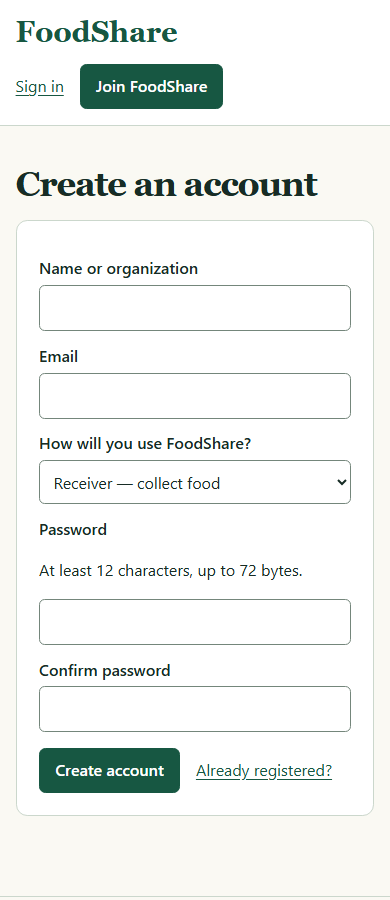 FoodShare
Sign in
Join FoodShare
Create an account
Name or organization
Email
How will you use FoodShare?
Receiver — collect food
Password
At least 12 characters, up to 72 bytes.
Confirm password
Create account
Already registered?